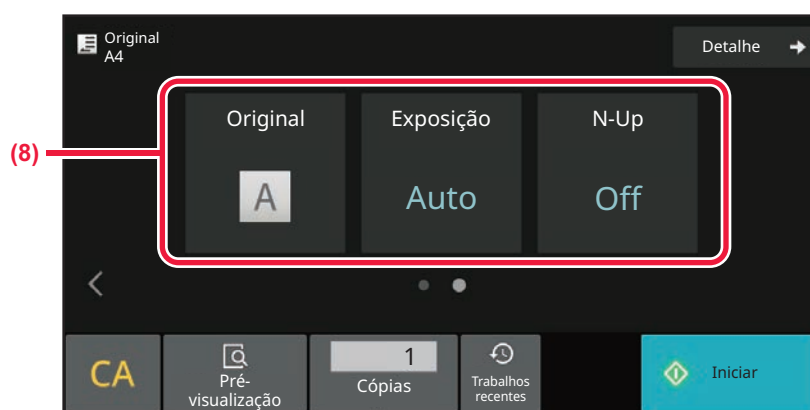 Original
A4
Detalhe
(8)
Original
Exposição
N-Up
A
Auto
Off
CA
Pré-
visualização
1
Cópias
Trabalhos
recentes
Iniciar